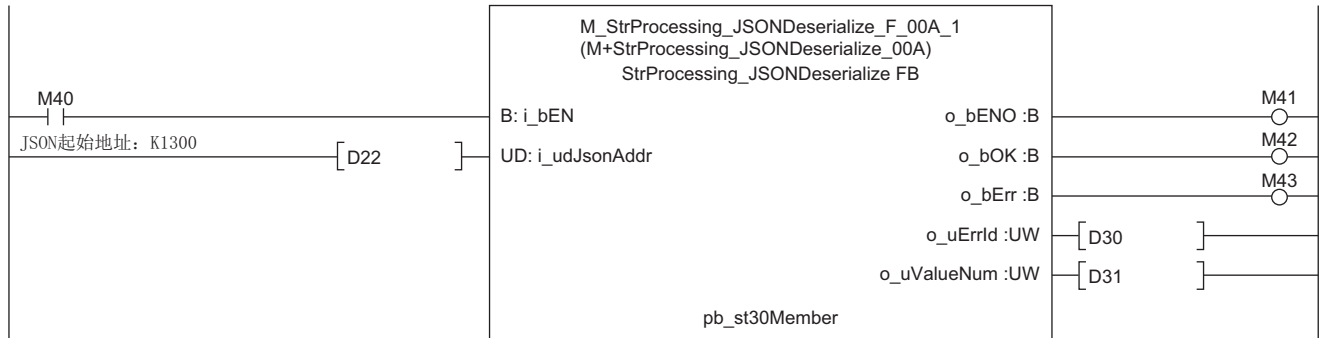 M_StrProcessing_JSONDeserialize_F_00A_1
(M+StrProcessing_JSONDeserialize_00A)
StrProcessing_JSONDeserialize FB
M40
B: i_bEN
o_bENO :B
M41
JSON起始地址：K1300
D22
UD: i_udJsonAddr
o_bOK :B
M42
o_bErr :B
M43
o_uErrId :UW
D30
o_uValueNum :UW
D31
pb_st30Member